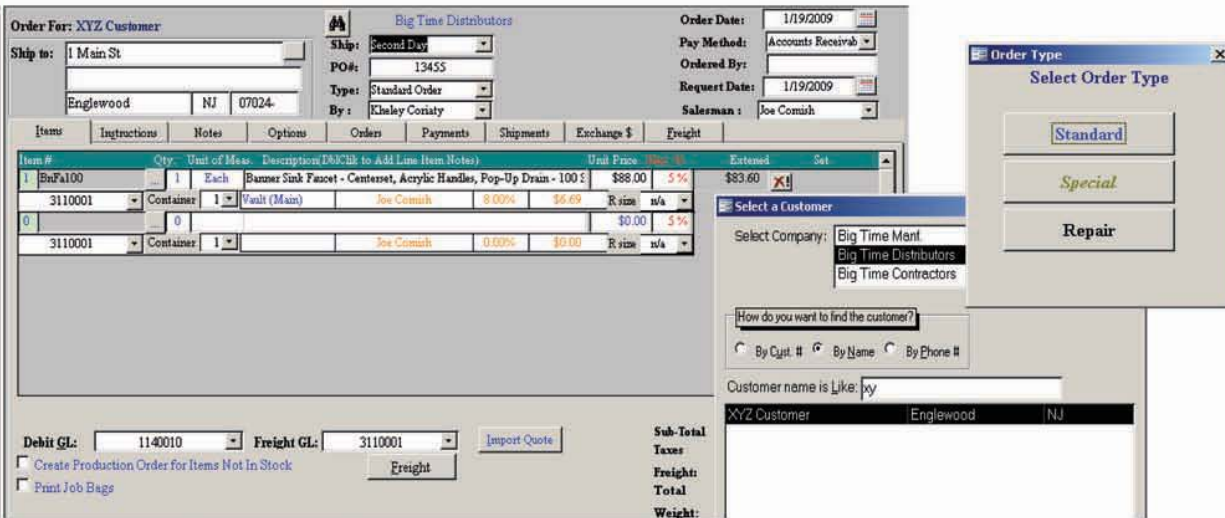 Order For: XYZ Customer
Big Time Distributors
Order Date: 1/19/2009
Ship to: 1 Main St
Ship: Second Day
Pay Method: Accounts Receivab
PO#: 13455
Ordered By:
Type: Standard Order
Request Date: 1/19/2009
Englewood NJ 07024-
By : Kheley Coriaty
Salesman : Joe Cornish
Items Instructions Notes Options Orders Payments Shipments Exchange $ Freight
Item # Qty. Unit of Meas. Description(DblClik to Add Line Item Notes) Unit Price Extened Set
1 BnFa100 ... 1 Each Banner Sink Faucet - Centerset, Acrylic Handles, Pop-Up Drain - 100 S $88.00 5 % $83.60 X!
3110001 Container 1 Vault (Main) Joe Cornish 8.00% $6.69 R size n/a
0 ... 0 $0.00 5 %
3110001 Container 1 Joe Cornish 0.00% $0.00 R size n/a
Debit GL: 1140010 Freight GL: 3110001 Import Quote
Create Production Order for Items Not In Stock
Freight
Print Job Bags
Sub-Total
Taxes
Freight:
Total
Weight:
Select a Customer
Select Company: Big Time Manf.
Big Time Distributors
Big Time Contractors
How do you want to find the customer?
By Cust. # By Name By Phone #
Customer name is Like: xy
XYZ Customer Englewood NJ
Order Type
Select Order Type
Standard
Special
Repair